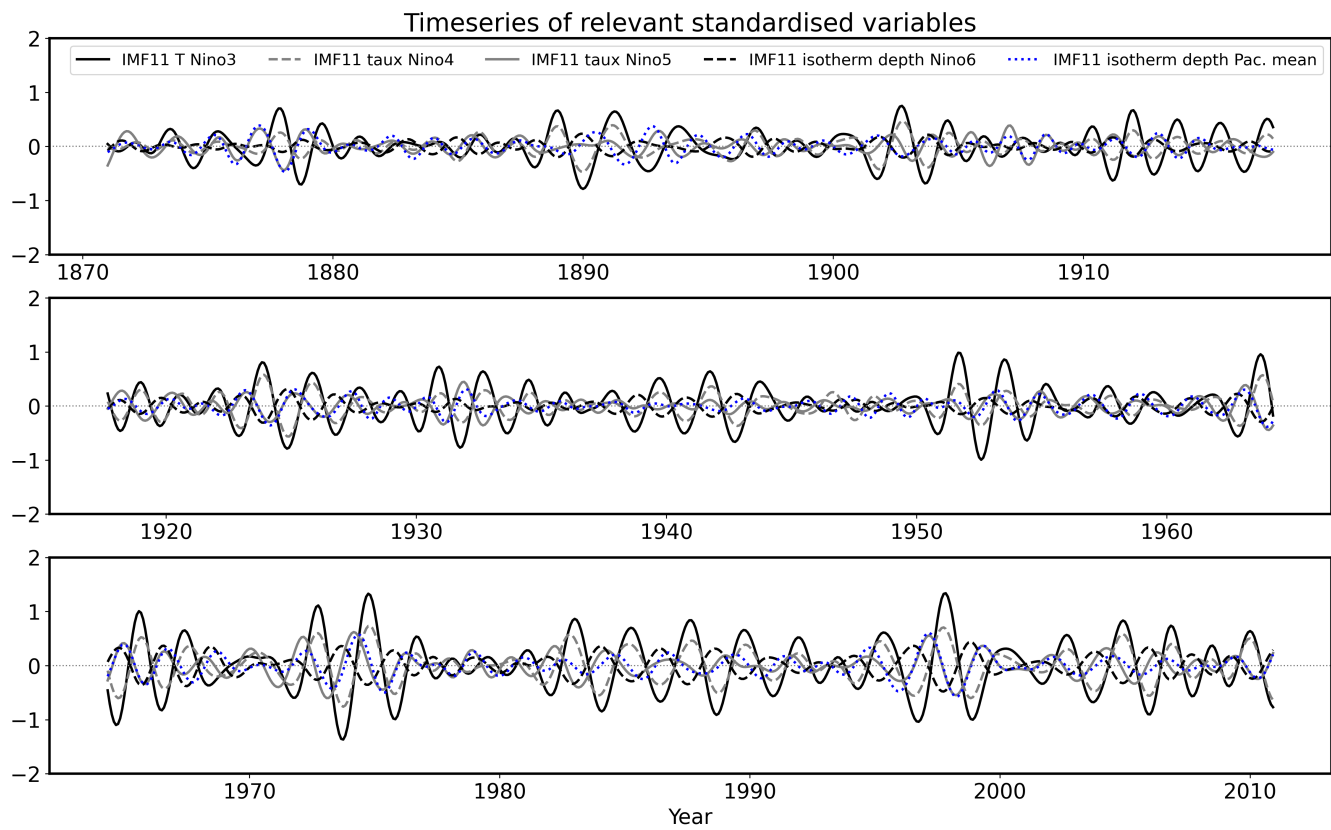 Timeseries of relevant standardised variables
IMF11 T Nino3 IMF11 taux Nino4 IMF11 taux Nino5 IMF11 isotherm depth Nino6 IMF11 isotherm depth Pac. mean
2
1
0
−1
−2
1870 1880 1890 1900 1910
2
1
0
−1
−2
1920 1930 1940 1950 1960
2
1
0
−1
−2
1970 1980 1990 2000 2010
Year